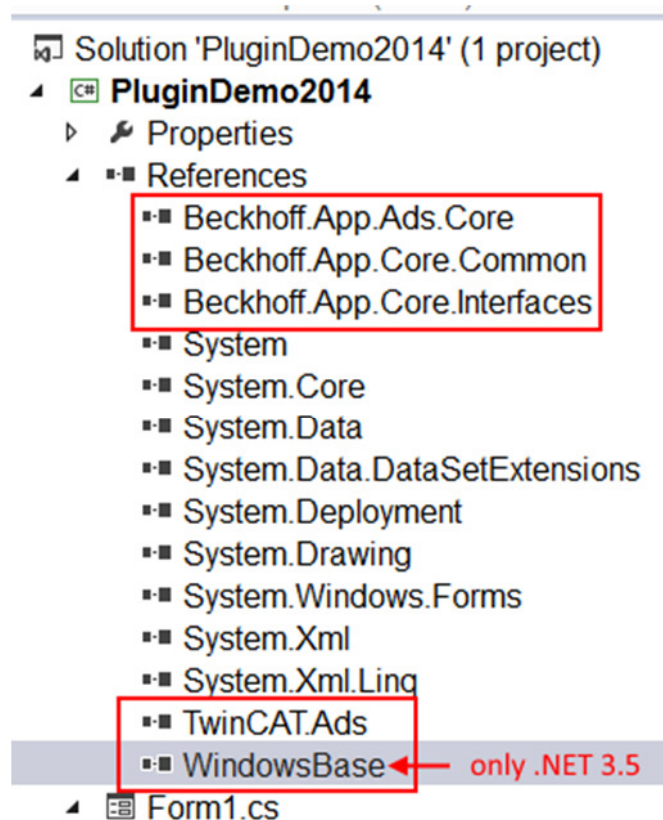 Solution 'PluginDemo2014' (1 project)
C# PluginDemo2014
Properties
References
Beckhoff.App.Ads.Core
Beckhoff.App.Core.Common
Beckhoff.App.Core.Interfaces
System
System.Core
System.Data
System.Data.DataSetExtensions
System.Deployment
System.Drawing
System.Windows.Forms
System.Xml
System.Xml.Linq
TwinCAT.Ads
WindowsBase only .NET 3.5
Form1.cs